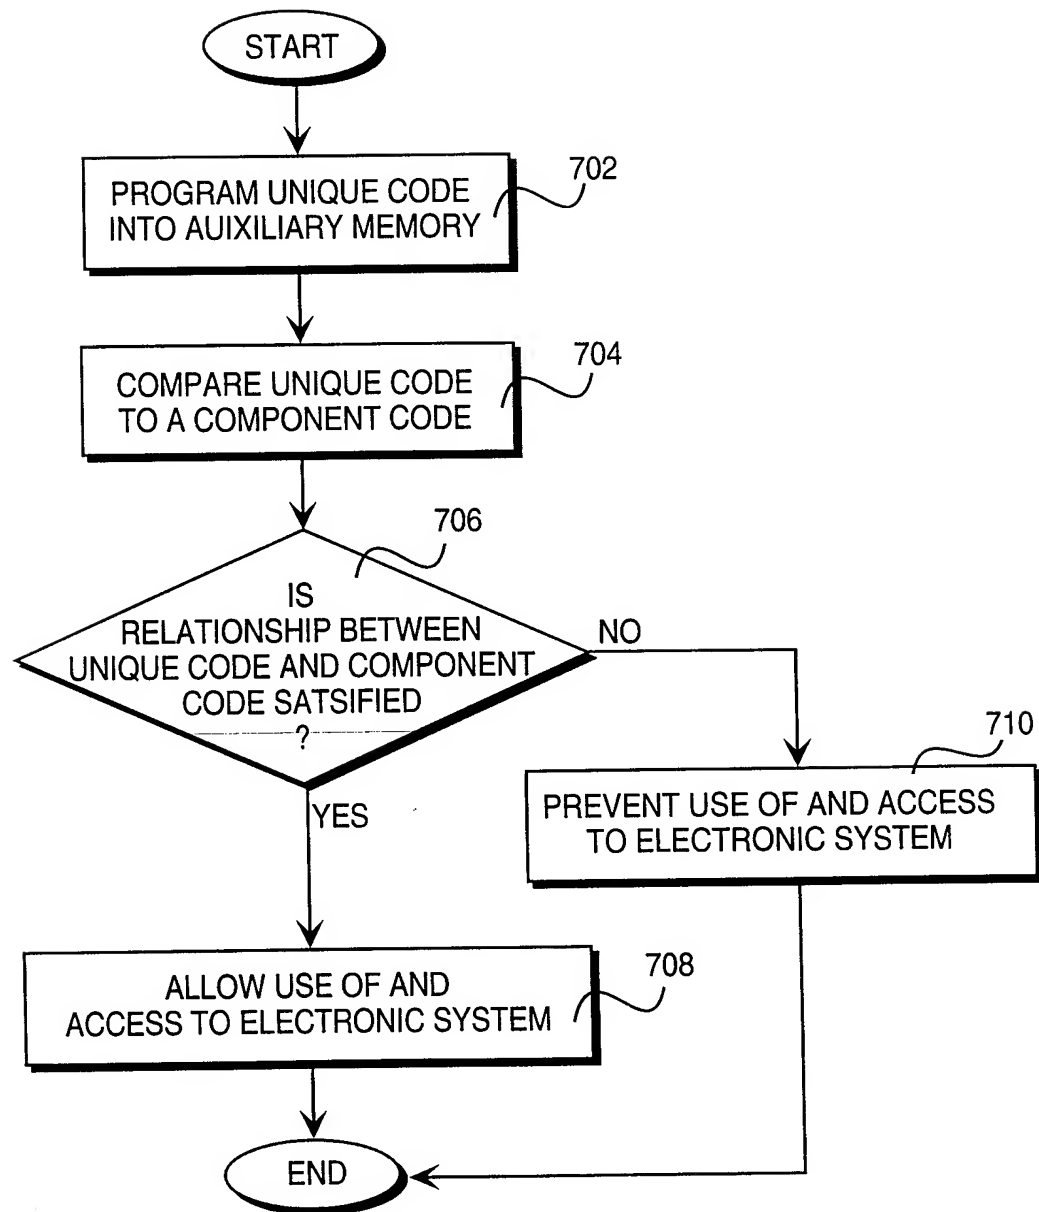 START
702
PROGRAM UNIQUE CODE
INTO AUIXILIARY MEMORY
704
COMPARE UNIQUE CODE
TO A COMPONENT CODE
706
IS
RELATIONSHIP BETWEEN
UNIQUE CODE AND COMPONENT
CODE SATSIFIED
?
NO
YES
710
PREVENT USE OF AND ACCESS
TO ELECTRONIC SYSTEM
708
ALLOW USE OF AND
ACCESS TO ELECTRONIC SYSTEM
END